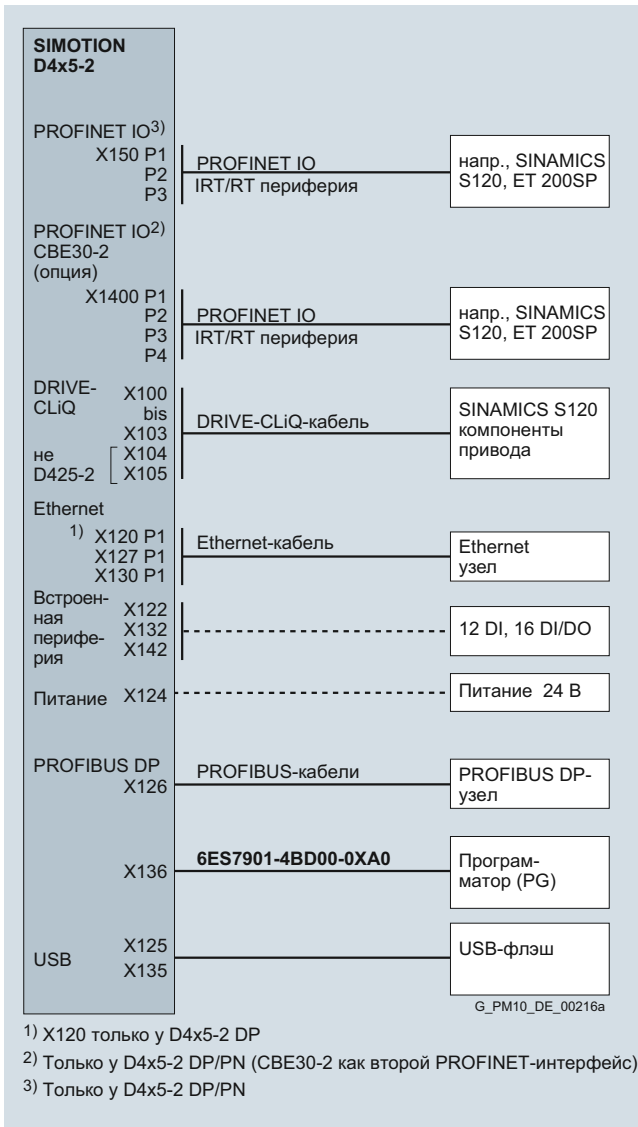 SIMOTION
D4x5-2
PROFINET IO3)
X150 P1
P2
P3
PROFINET IO
IRT/RT периферия
напр., SINAMICS
S120, ET 200SP
PROFINET IO2)
CBE30-2
(опция)
X1400 P1
P2
P3
P4
PROFINET IO
IRT/RT периферия
напр., SINAMICS
S120, ET 200SP
DRIVE-
CLiQ
X100
bis
X103
не
D425-2
X104
X105
DRIVE-CLiQ-кабель
SINAMICS S120
компоненты
привода
Ethernet
1) X120 P1
X127 P1
X130 P1
Ethernet-кабель
Ethernet
узел
Встроен-
ная
перифе-
рия
X122
X132
X142
12 DI, 16 DI/DO
Питание X124
Питание 24 В
PROFIBUS DP
X126
PROFIBUS-кабели
PROFIBUS DP-
узел
X136
6ES7901-4BD00-0XA0
Програм-
матор (PG)
USB
X125
X135
USB-флэш
G_PM10_DE_00216a
1) X120 только у D4x5-2 DP
2) Только у D4x5-2 DP/PN (CBE30-2 как второй PROFINET-интерфейс)
3) Только у D4x5-2 DP/PN